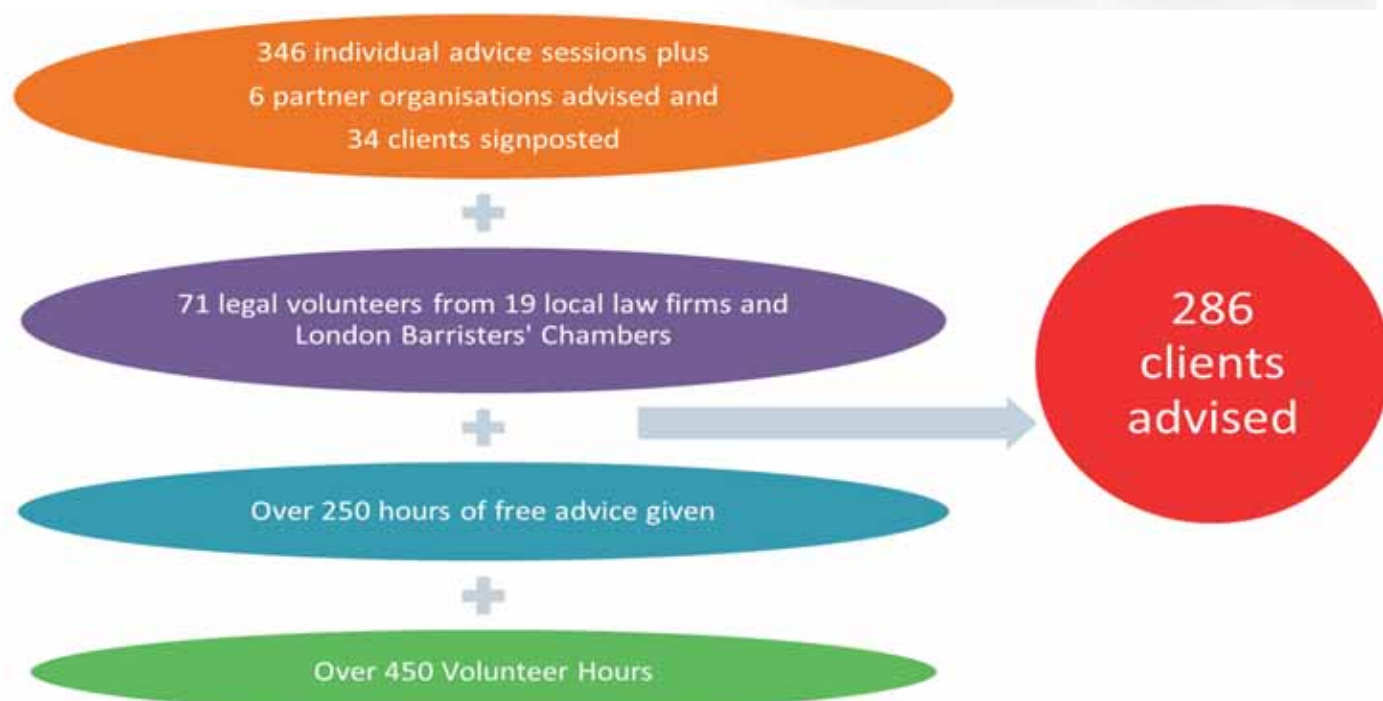 346 individual advice sessions plus
6 partner organisations advised and
34 clients signposted
71 legal volunteers from 19 local law firms and
London Barristers' Chambers
Over 250 hours of free advice given
Over 450 Volunteer Hours
286
clients
advised